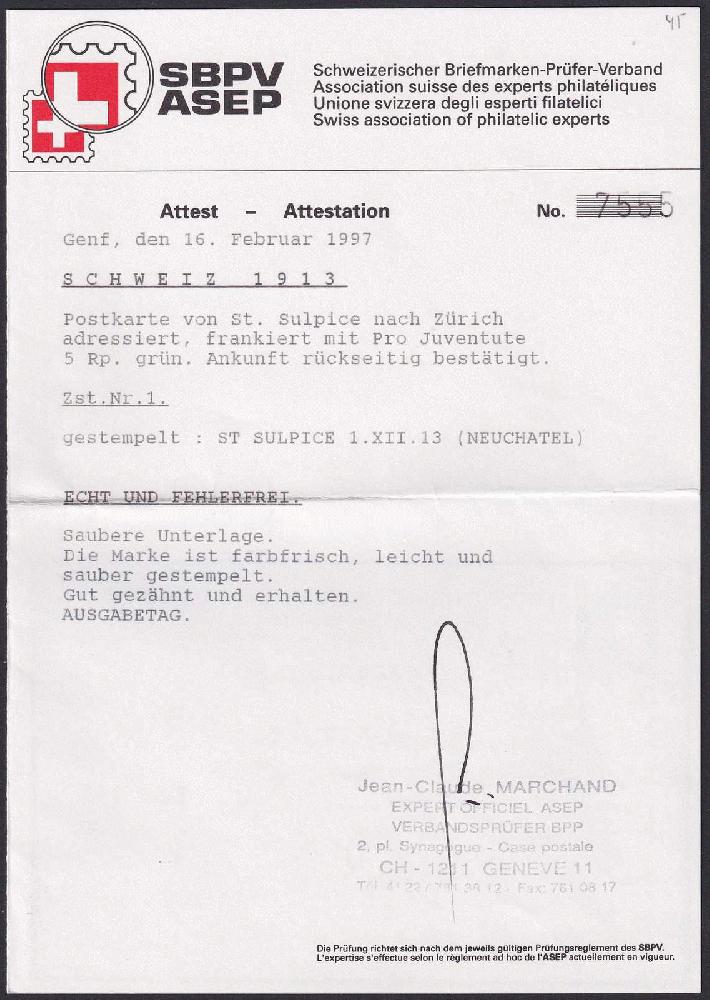 45
SBPV
ASEP
Schweizerischer Briefmarken-Prüfer-Verband
Association suisse des experts philatéliques
Unione svizzera degli esperti filatelici
Swiss association of philatelic experts
Attest - Attestation No. 7555
Genf, den 16. Februar 1997
SCHWEIZ 1913
Postkarte von St. Sulpice nach Zürich
adressiert, frankiert mit Pro Juventute
5 Rp. grün. Ankunft rückseitig bestätigt.
Zst.Nr.1.
gestempelt : ST SULPICE 1.XII.13 (NEUCHATEL)
ECHT UND FEHLERFREI.
Saubere Unterlage.
Die Marke ist farbfrisch, leicht und
sauber gestempelt.
Gut gezähnt und erhalten.
AUSGABETAG.
Jean-Claude MARCHAND
EXPERT OFFICIEL ASEP
VERBANDSPRÜFER BPP
2, pl. Synagogue - Case postale
CH - 1211 GENEVE 11
Fax: 781 08 17
Die Prüfung richtet sich nach dem jeweils gültigen Prüfungsreglement des SBPV.
L'expertise s'effectue selon le règlement ad hoc de l'ASEP actuellement en vigueur.